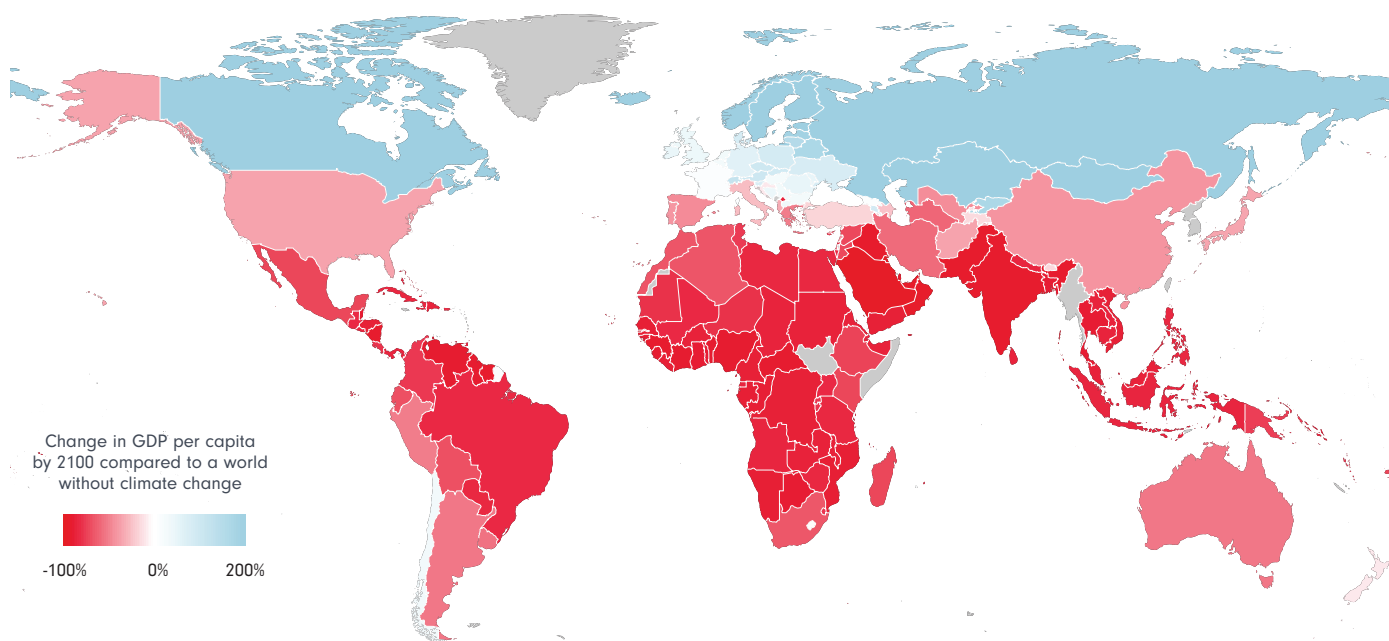 Change in GDP per capita
by 2100 compared to a world
without climate change
-100% 0% 200%